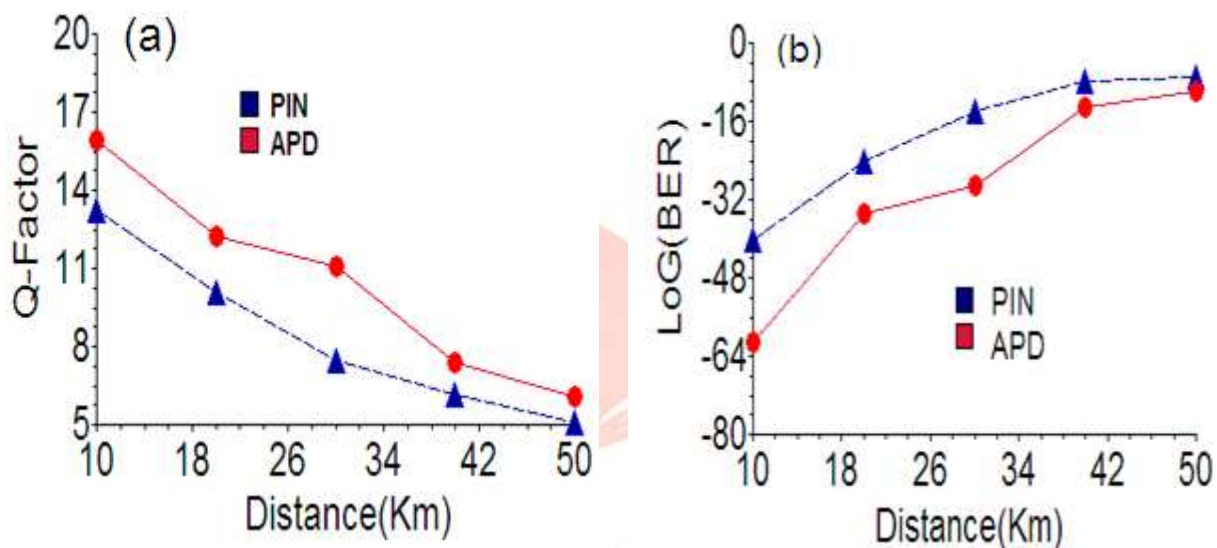 (a)
Q-Factor
20
17
14
11
8
5
PIN
APD
10 18 26 34 42 50
Distance(Km)
(b)
LoG(BER)
0
-16
-32
-48
-64
-80
PIN
APD
10 18 26 34 42 50
Distance(Km)